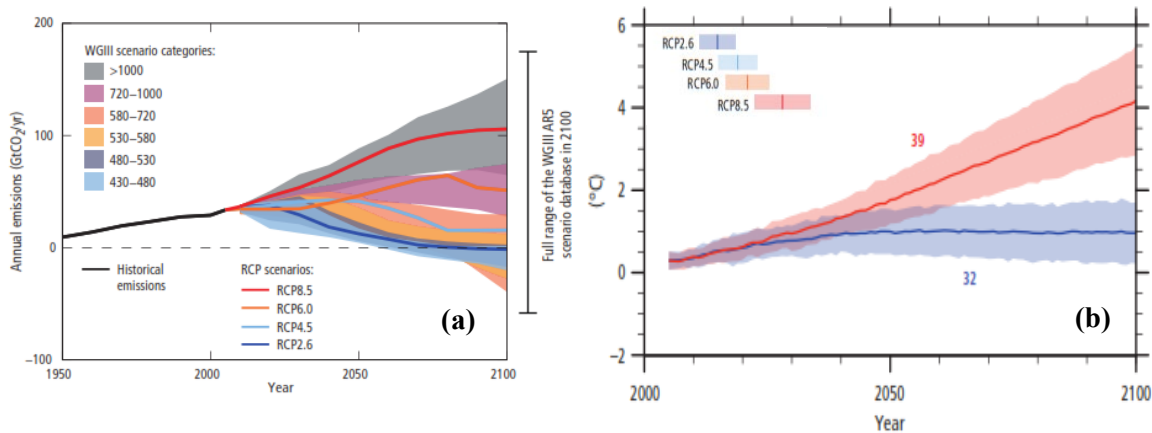 200
100
0
−100
Annual emissions (GtCO2/yr)
WGIII scenario categories:
>1000
720–1000
580–720
530–580
480–530
430–480
Historical
emissions
RCP scenarios:
RCP8.5
RCP6.0
RCP4.5
RCP2.6
(a)
1950
2000
2050
2100
Year
Full range of the WGIII AR5
scenario database in 2100
6
4
2
0
−2
(°C)
RCP2.6
RCP4.5
RCP6.0
RCP8.5
39
32
(b)
2000
2050
2100
Year